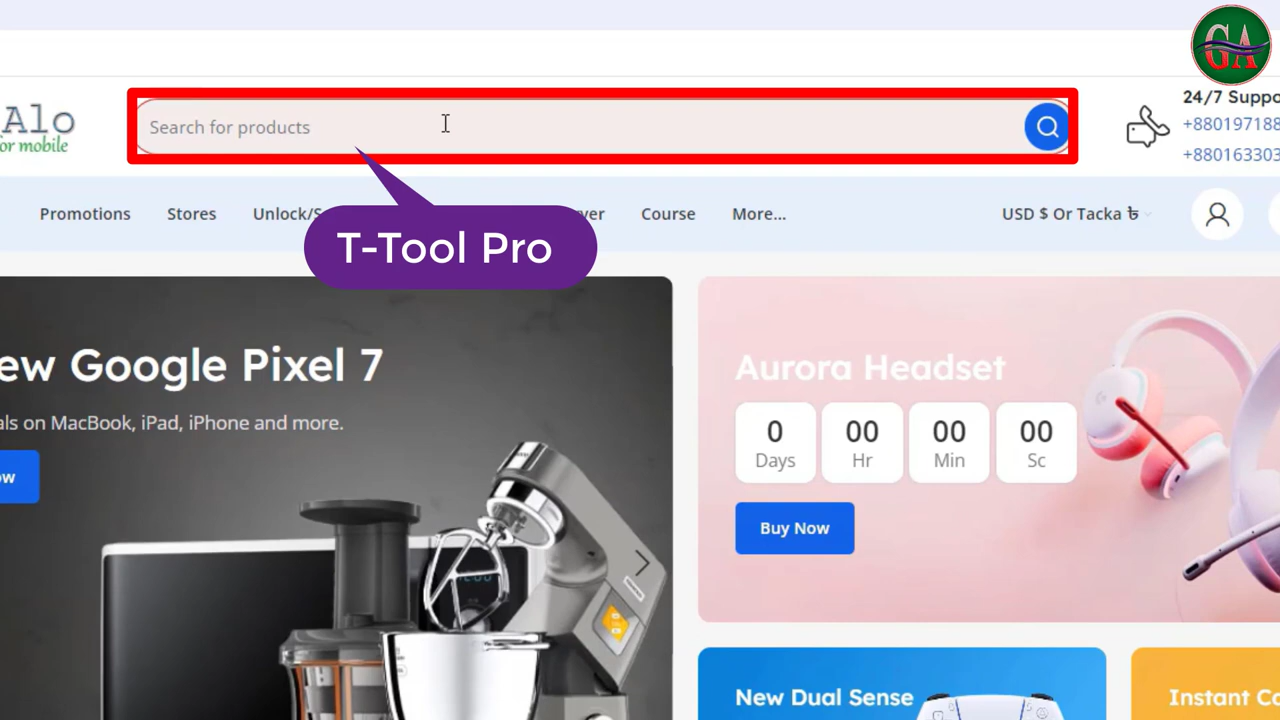 GA
Alo
or mobile
Search for products
24/7 Suppo
+880197188
+880163303
Promotions Stores Unlock/S ver Course More... USD $ Or Tacka ৳
T-Tool Pro
ew Google Pixel 7
als on MacBook, iPad, iPhone and more.
ow
Aurora Headset
0 00 00 00
Days Hr Min Sc
Buy Now
New Dual Sense
Instant Co